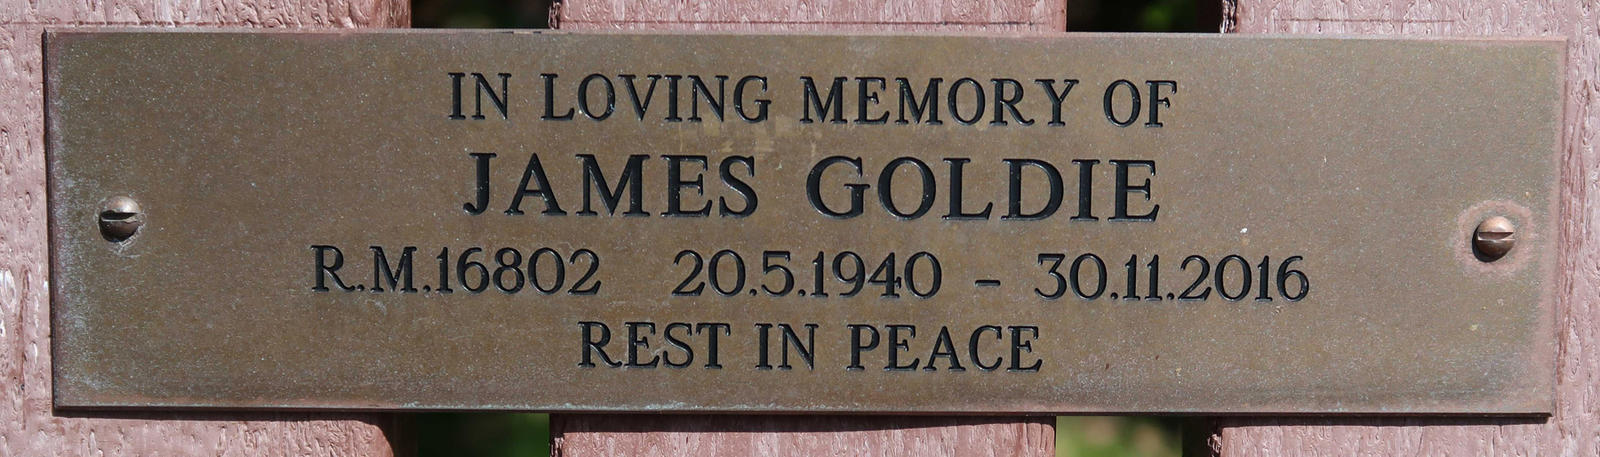 IN LOVING MEMORY OF
JAMES GOLDIE
R.M.16802 20.5.1940 - 30.11.2016
REST IN PEACE